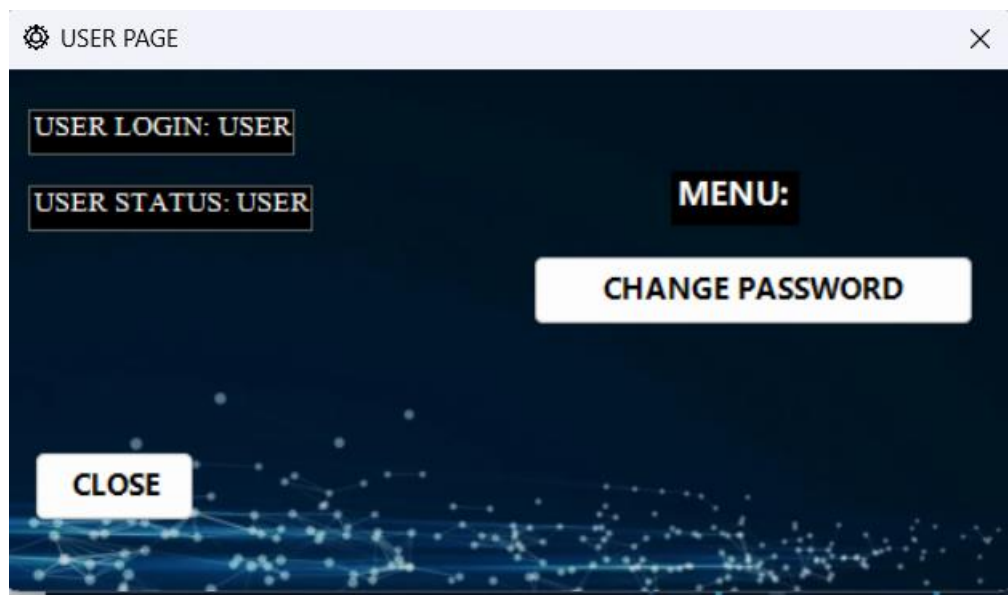 USER PAGE
USER LOGIN: USER
USER STATUS: USER
MENU:
CHANGE PASSWORD
CLOSE